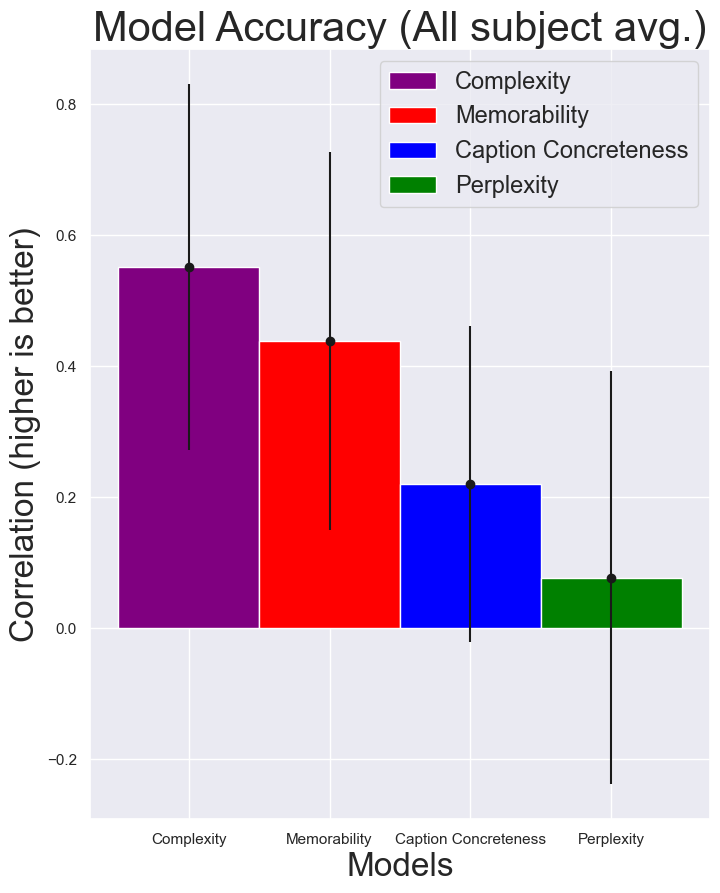 Model Accuracy (All subject avg.)
Complexity
Memorability
Caption Concreteness
Perplexity
Correlation (higher is better)
0.8
0.6
0.4
0.2
0.0
−0.2
Complexity Memorability Caption Concreteness Perplexity
Models